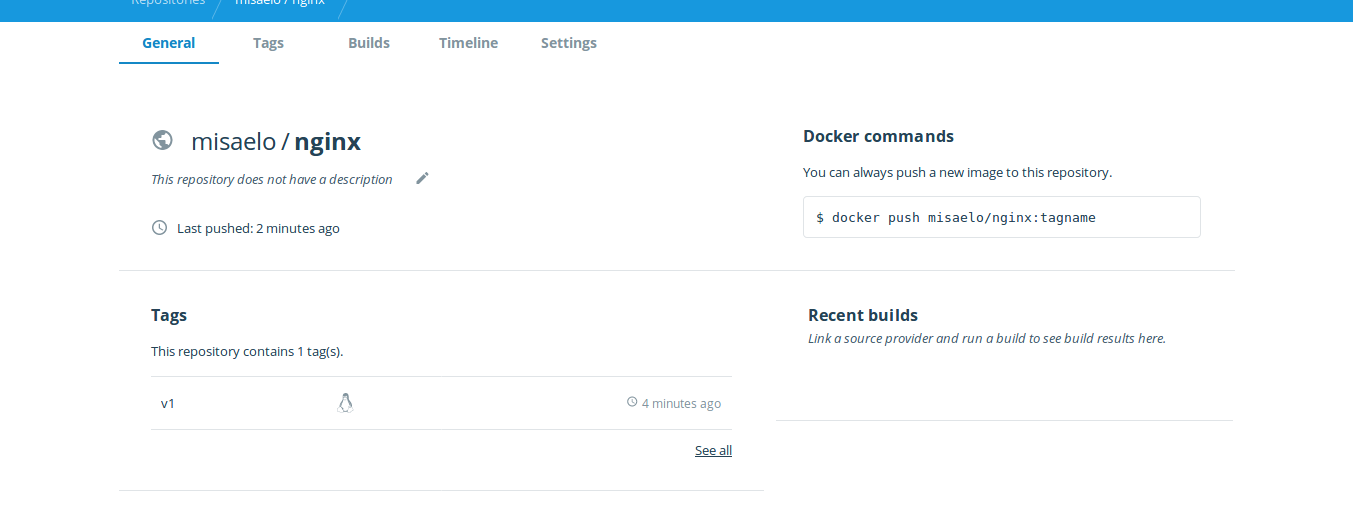 Repositories misaelo / nginx
General Tags Builds Timeline Settings
misaelo / nginx
This repository does not have a description
Last pushed: 2 minutes ago
Docker commands
You can always push a new image to this repository.
$ docker push misaelo/nginx:tagname
Tags
This repository contains 1 tag(s).
v1 4 minutes ago
See all
Recent builds
Link a source provider and run a build to see build results here.